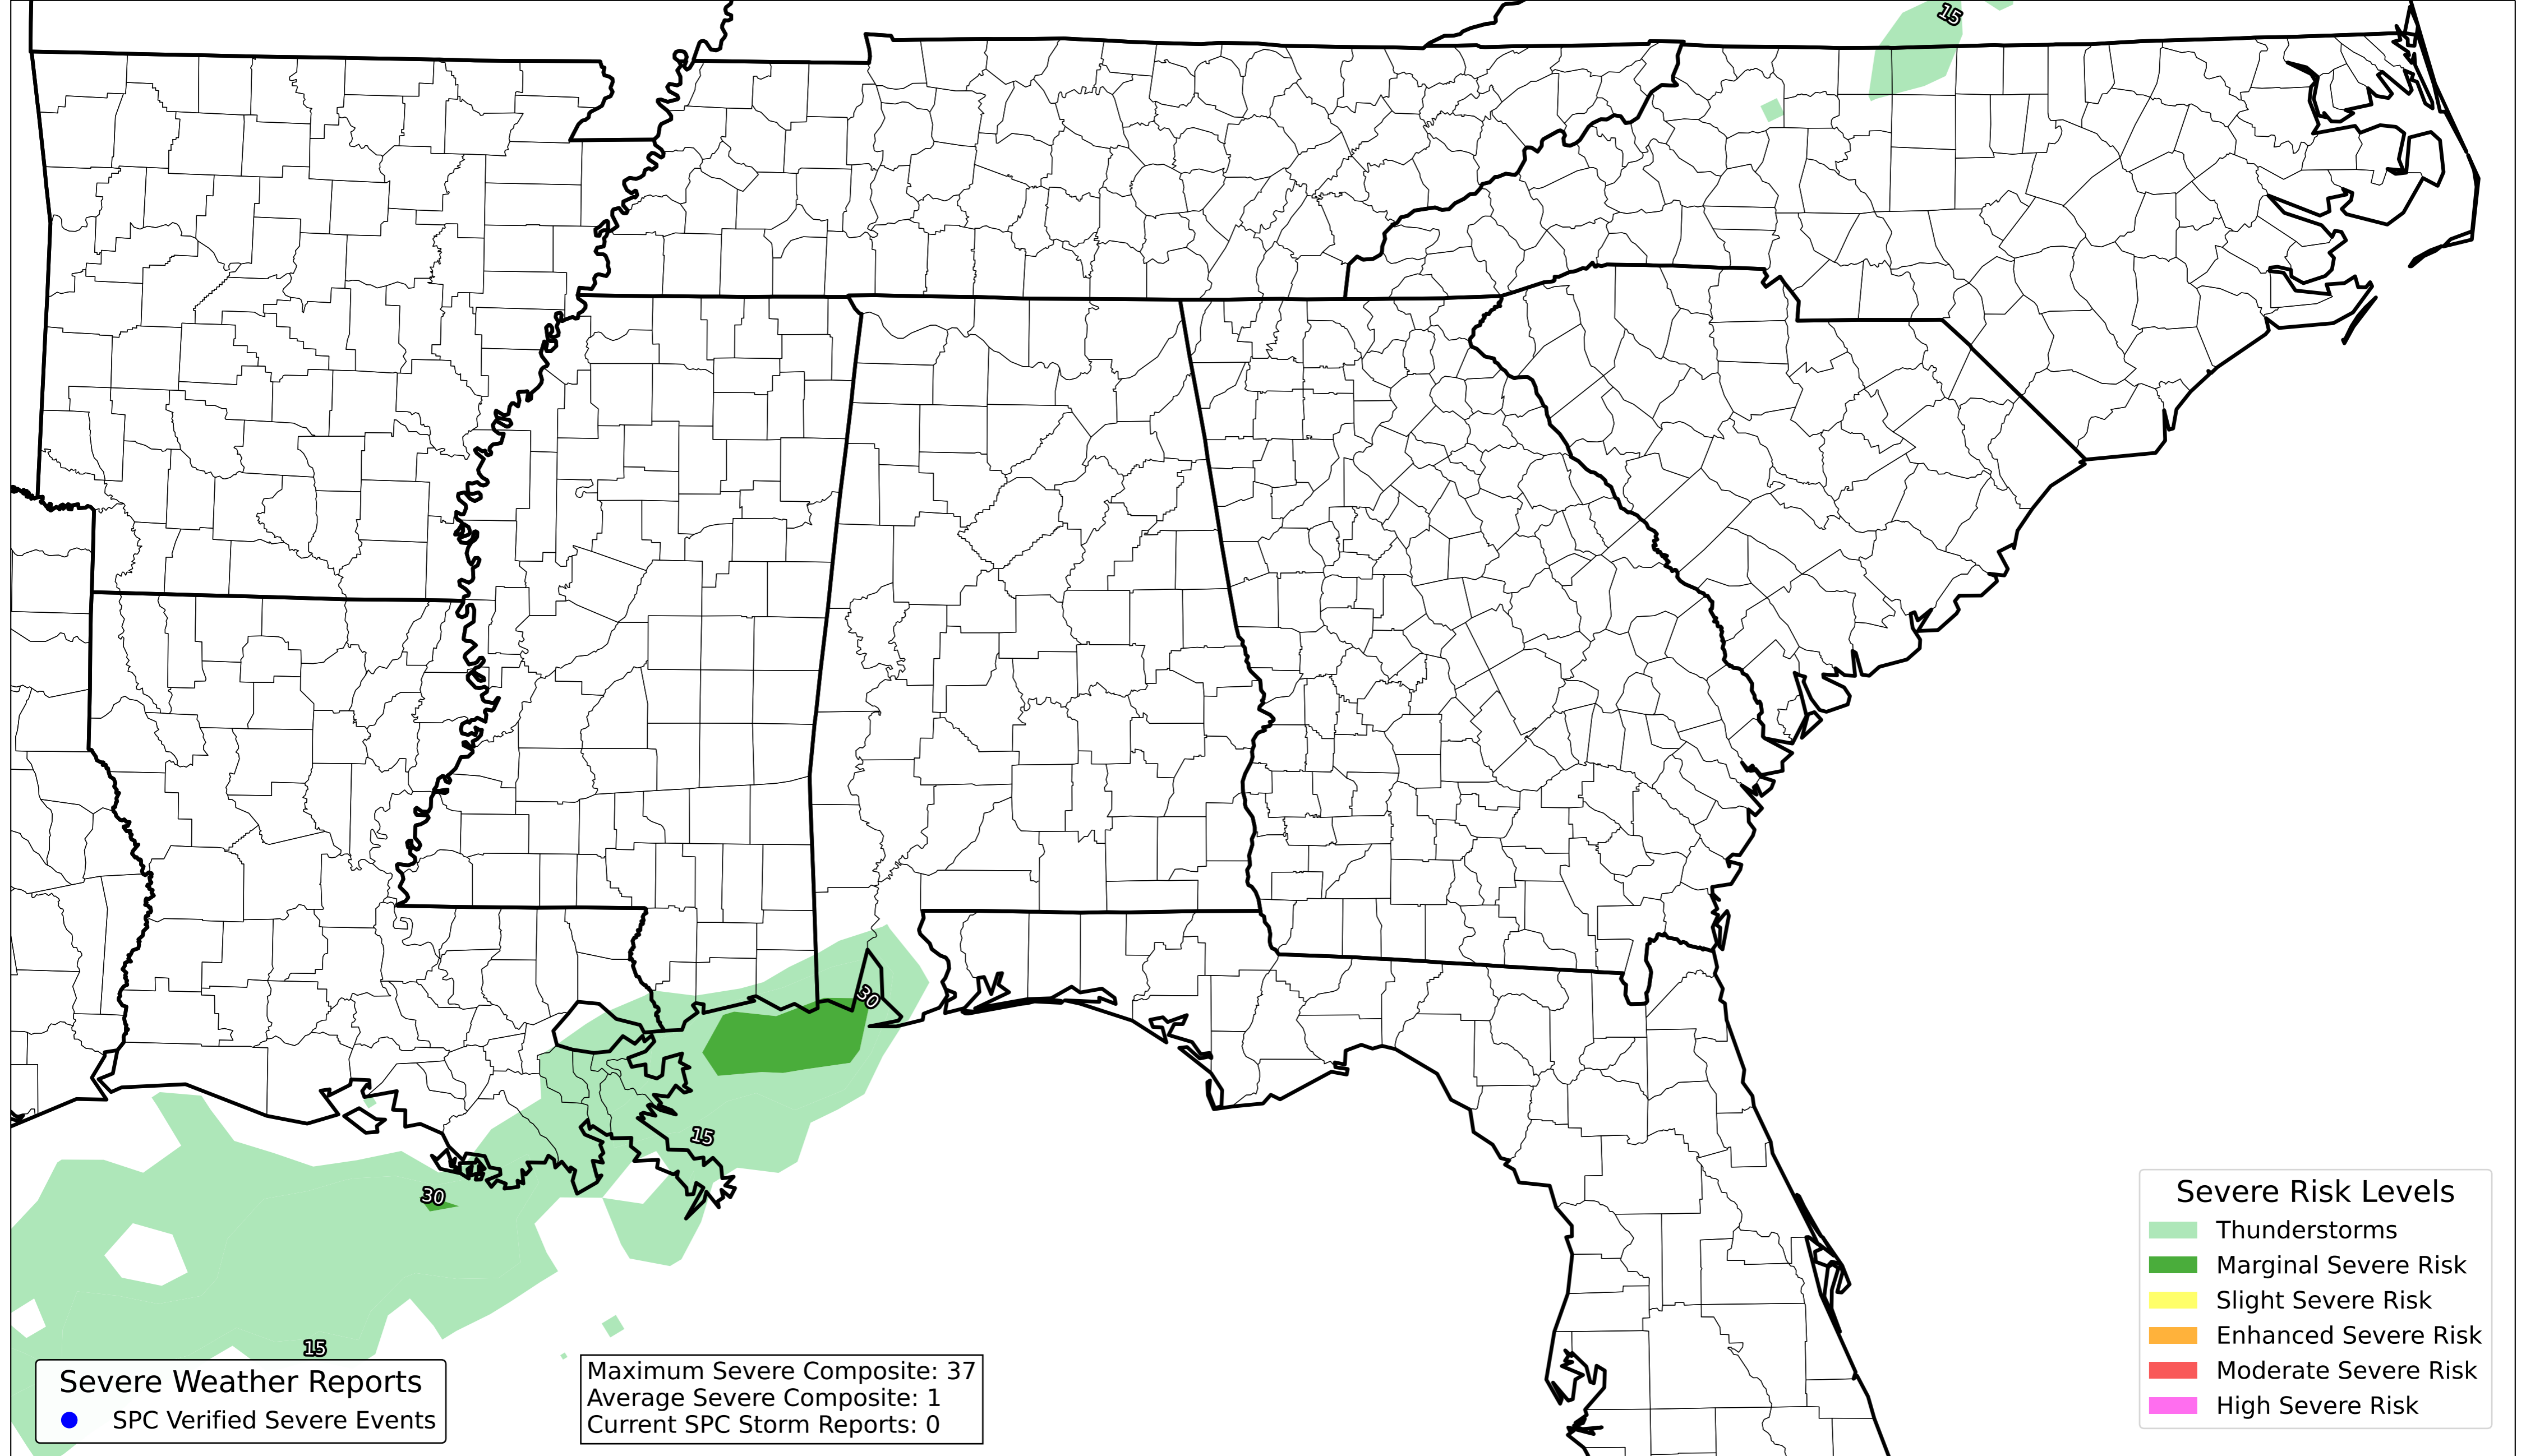 15
30
15
30
15
Severe Weather Reports
SPC Verified Severe Events
Maximum Severe Composite: 37
Average Severe Composite: 1
Current SPC Storm Reports: 0
Severe Risk Levels
Thunderstorms
Marginal Severe Risk
Slight Severe Risk
Enhanced Severe Risk
Moderate Severe Risk
High Severe Risk